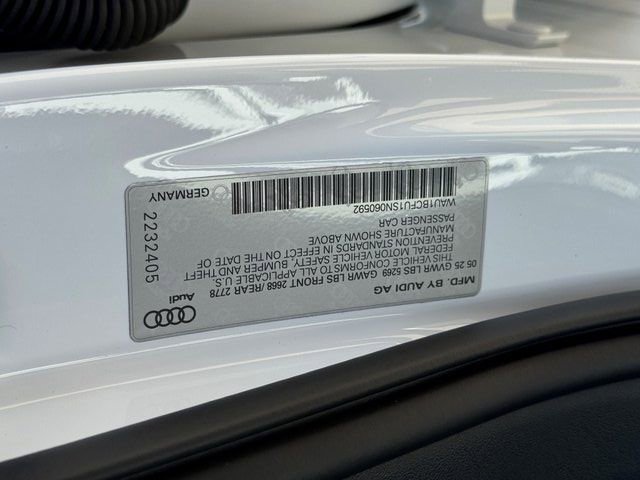 MFD. BY AUDI AG
05 25 GWVR LBS 5269 GAWR LBS FRONT 2668 /REAR 2778
THIS VEHICLE CONFORMS TO ALL APPLICABLE U.S.
FEDERAL MOTOR VEHICLE SAFETY, BUMPER AND THEFT
PREVENTION STANDARDS IN EFFECT ON THE DATE OF
MANUFACTURE SHOWN ABOVE
PASSENGER CAR
WAU1BCFU1SN060592
GERMANY
Audi
2232405